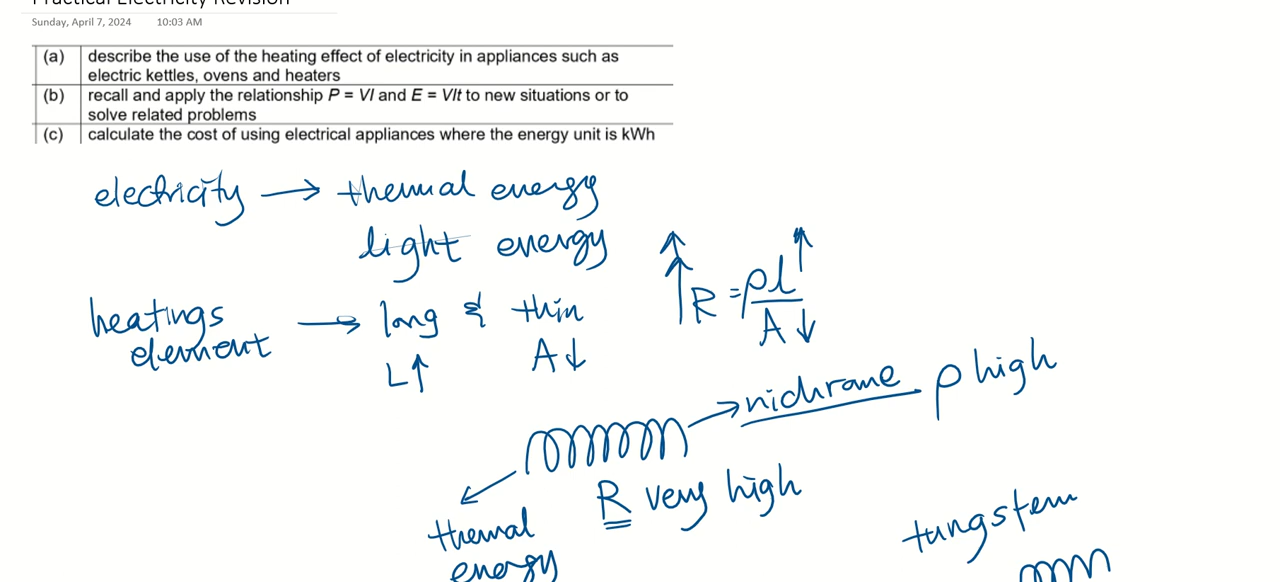 Practical Electricity Revision
Sunday, April 7, 2024 10:03 AM
(a) describe the use of the heating effect of electricity in appliances such as
electric kettles, ovens and heaters
(b) recall and apply the relationship P = VI and E = VIt to new situations or to
solve related problems
(c) calculate the cost of using electrical appliances where the energy unit is kWh
electricity → thermal energy
light energy
↑ R = ρl ↑ / A ↓
heatings element → long & thin
L↑ A↓
→ nichrome ρ high
R very high
thermal
energy
tungsten